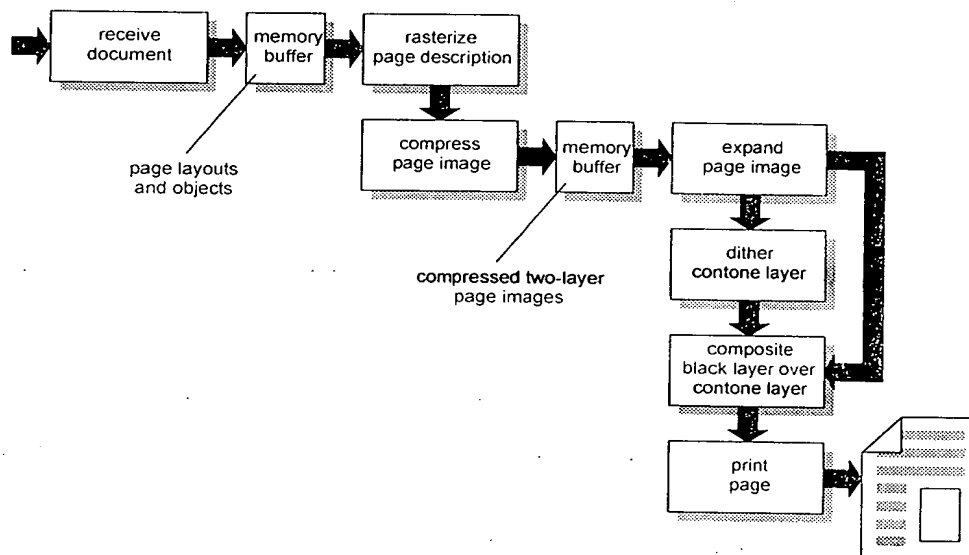 receive
document
memory
buffer
rasterize
page description
page layouts
and objects
compress
page image
memory
buffer
expand
page image
compressed two-layer
page images
dither
contone layer
composite
black layer over
contone layer
print
page